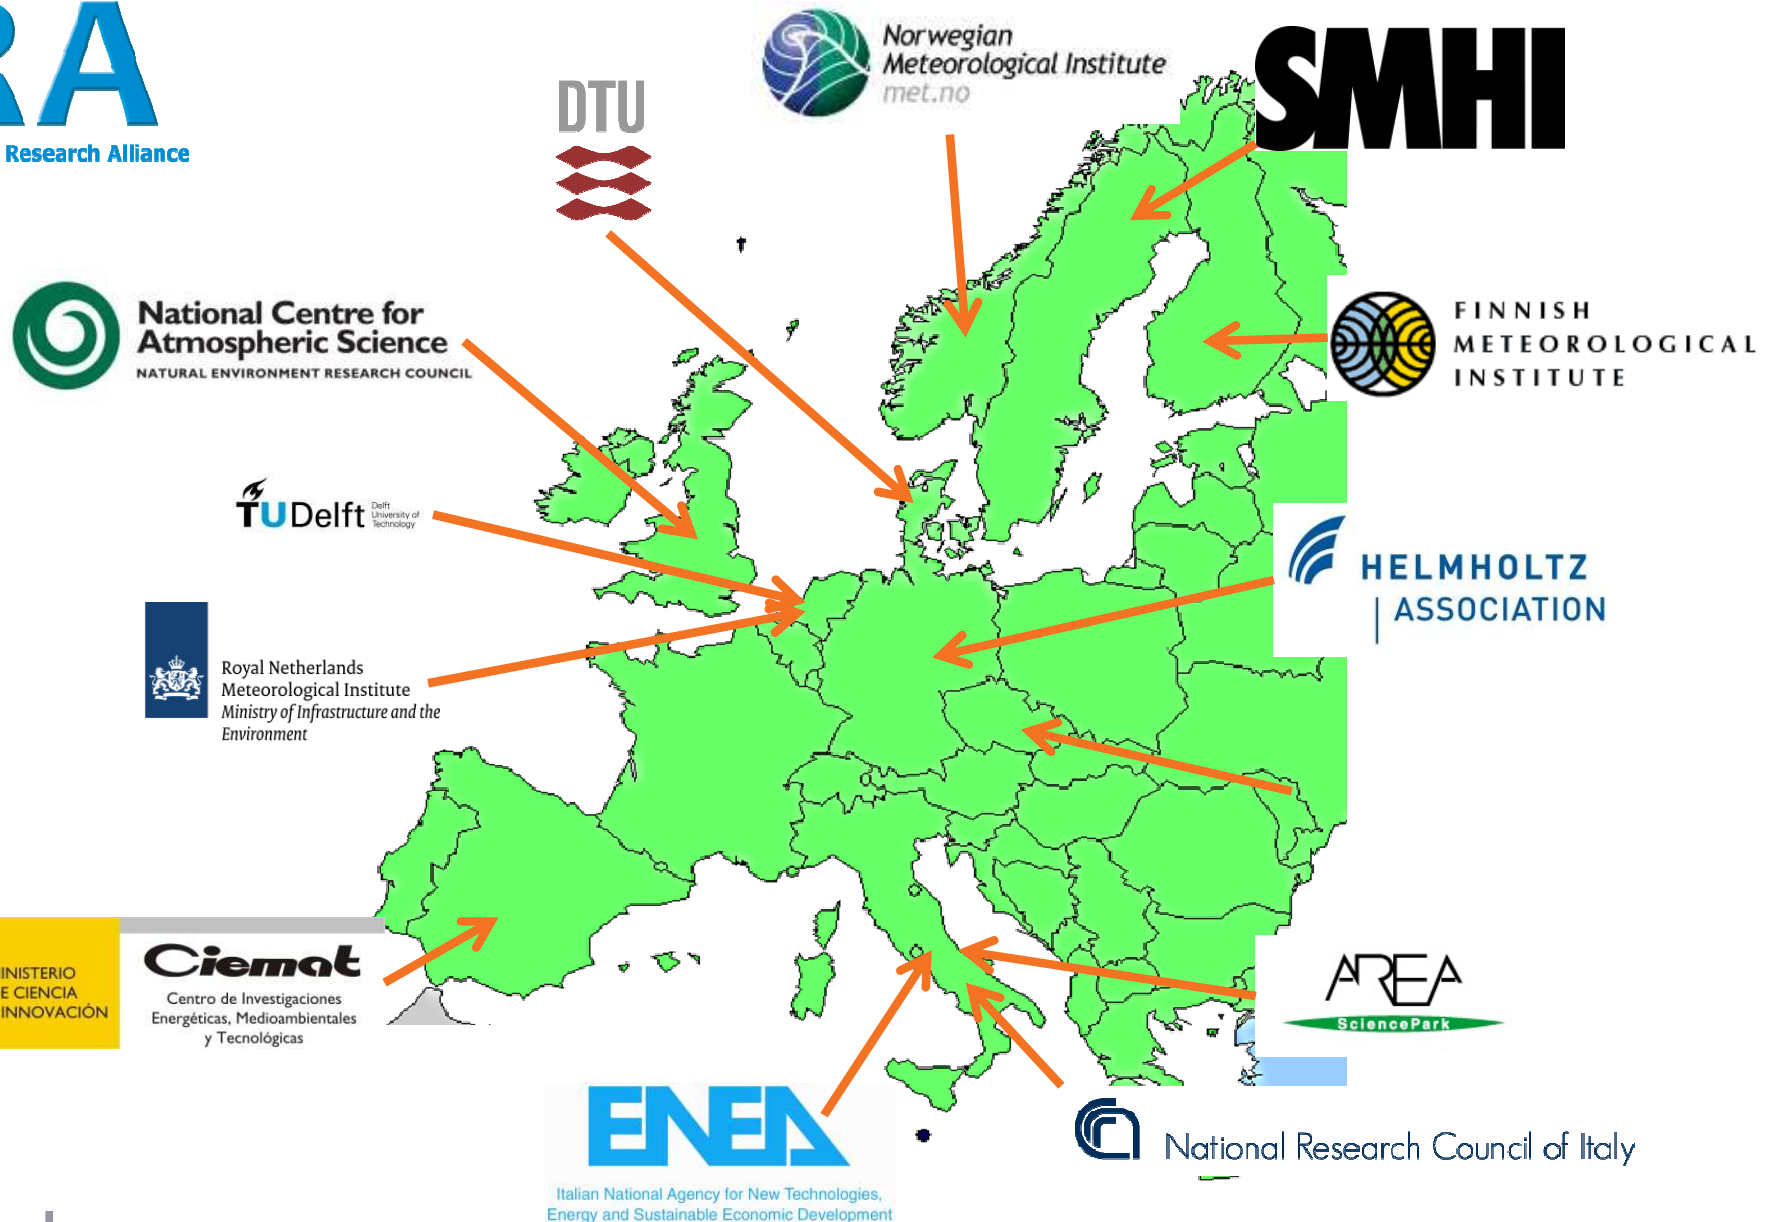 RA
Research Alliance
DTU
Norwegian
Meteorological Institute
met.no
SMHI
National Centre for
Atmospheric Science
NATURAL ENVIRONMENT RESEARCH COUNCIL
FINNISH
METEOROLOGICAL
INSTITUTE
TUDelft
Delft
University of
Technology
HELMHOLTZ
ASSOCIATION
Royal Netherlands
Meteorological Institute
Ministry of Infrastructure and the
Environment
INISTERIO
E CIENCIA
INNOVACIÓN
Ciemat
Centro de Investigaciones
Energéticas, Medioambientales
y Tecnológicas
AREA
SciencePark
ENEA
Italian National Agency for New Technologies,
Energy and Sustainable Economic Development
National Research Council of Italy